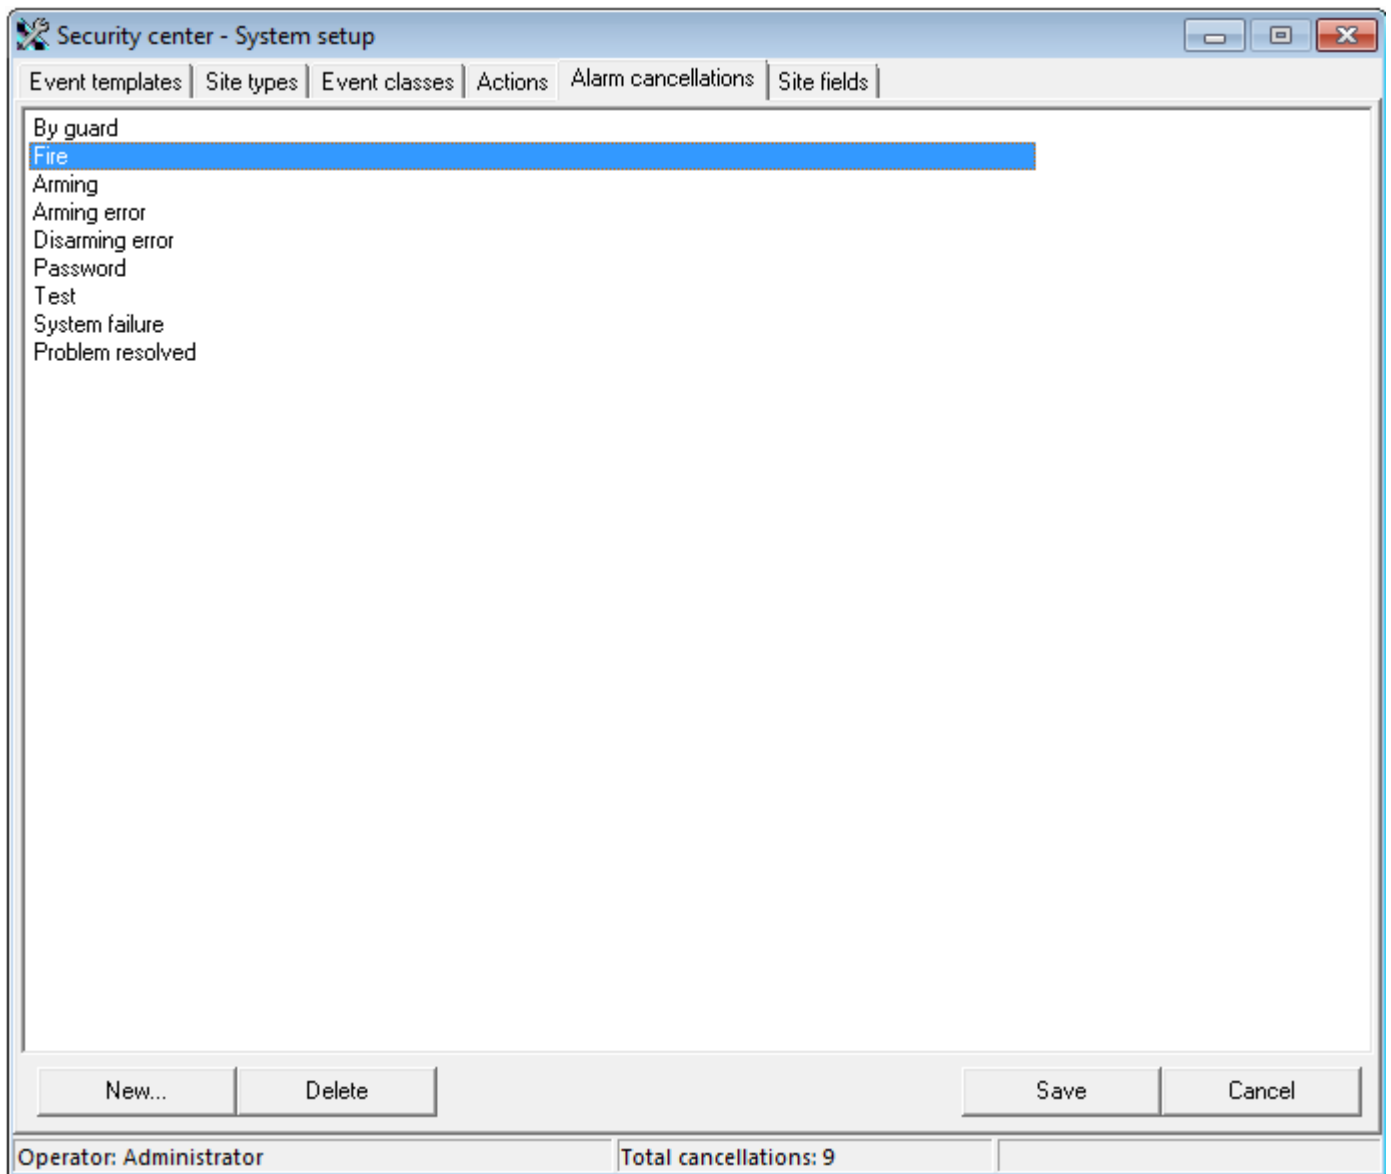 Security center - System setup
Event templates Site types Event classes Actions Alarm cancellations Site fields
By guard
Fire
Arming
Arming error
Disarming error
Password
Test
System failure
Problem resolved
New... Delete Save Cancel
Operator: Administrator Total cancellations: 9